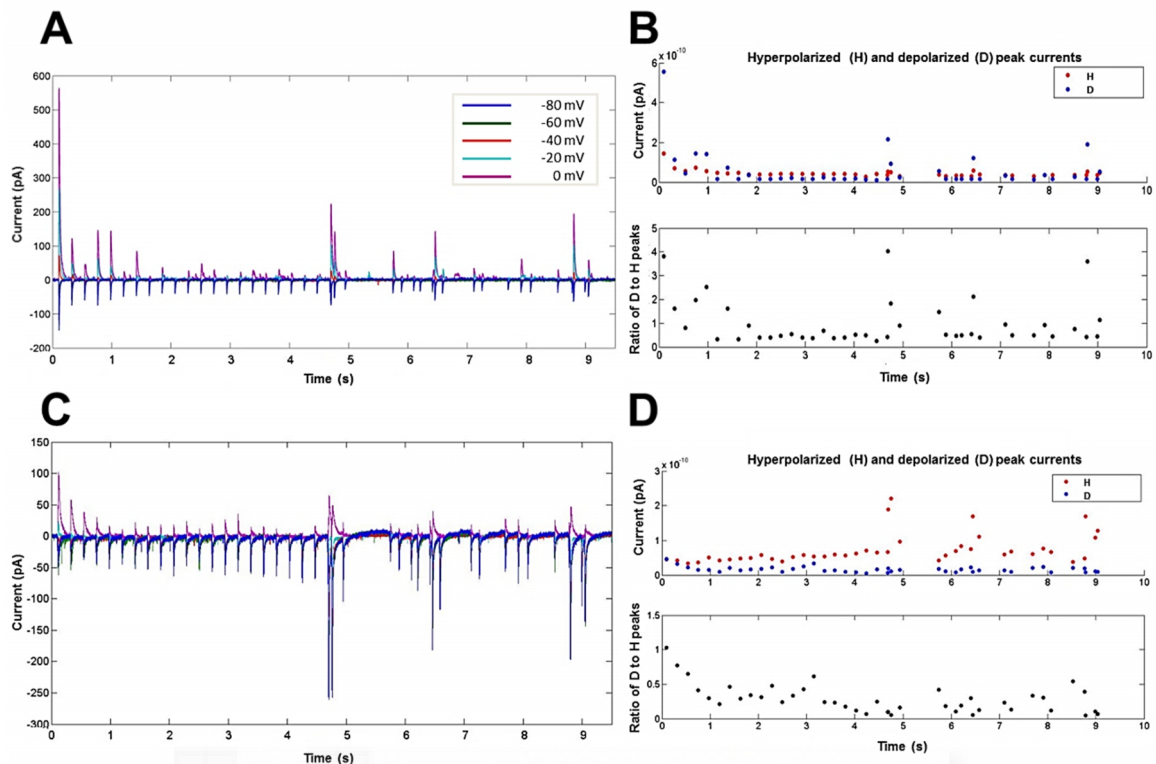 A
600
500
400
300
200
100
0
-100
-200
Current (pA)
-80 mV
-60 mV
-40 mV
-20 mV
0 mV
0 1 2 3 4 5 6 7 8 9
Time (s)
B
Hyperpolarized (H) and depolarized (D) peak currents
x 10^-10
6
4
2
0
Current (pA)
H
D
0 1 2 3 4 5 6 7 8 9 10
5
4
3
2
1
0
Ratio of D to H peaks
0 1 2 3 4 5 6 7 8 9 10
Time (s)
C
150
100
50
0
-50
-100
-150
-200
-250
-300
Current (pA)
0 1 2 3 4 5 6 7 8 9
Time (s)
D
Hyperpolarized (H) and depolarized (D) peak currents
x 10^-10
3
2
1
0
Current (pA)
H
D
0 1 2 3 4 5 6 7 8 9 10
1.5
1
0.5
0
Ratio of D to H peaks
0 1 2 3 4 5 6 7 8 9 10
Time (s)